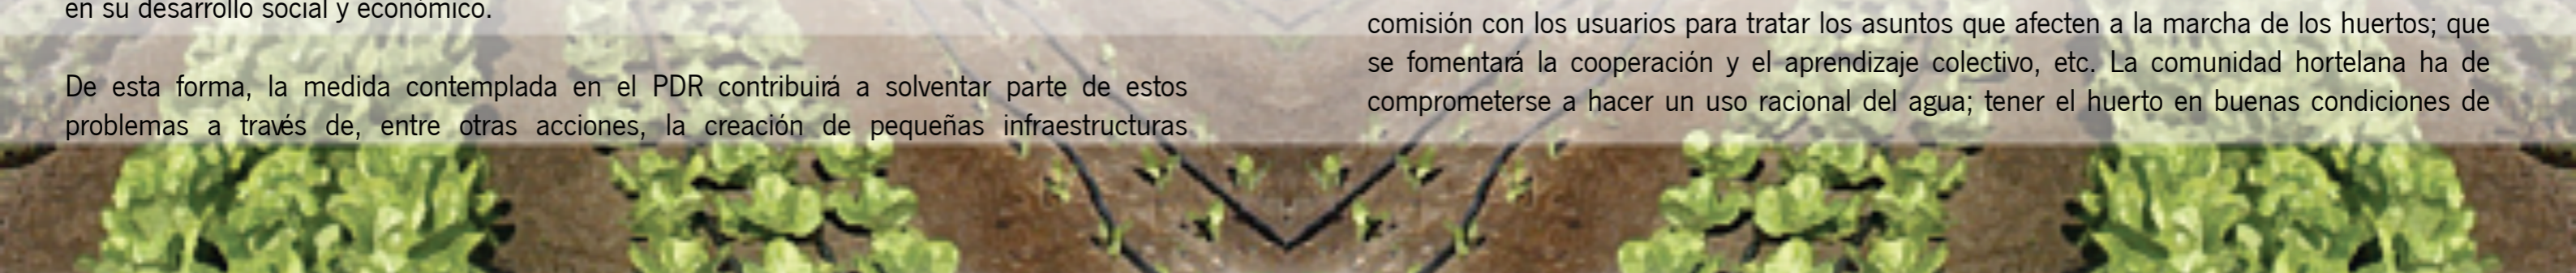 en su desarrollo social y económico.
De esta forma, la medida contemplada en el PDR contribuirá a solventar parte de estos
problemas a través de, entre otras acciones, la creación de pequeñas infraestructuras
comisión con los usuarios para tratar los asuntos que afecten a la marcha de los huertos; que
se fomentará la cooperación y el aprendizaje colectivo, etc. La comunidad hortelana ha de
comprometerse a hacer un uso racional del agua; tener el huerto en buenas condiciones de